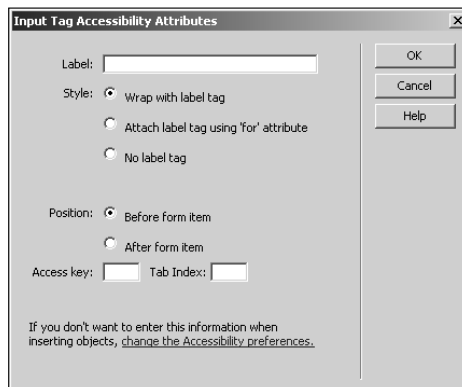 Input Tag Accessibility Attributes
Label:
OK
Cancel
Help
Style:
Wrap with label tag
Attach label tag using 'for' attribute
No label tag
Position:
Before form item
After form item
Access key:
Tab Index:
If you don't want to enter this information when
inserting objects, change the Accessibility preferences.